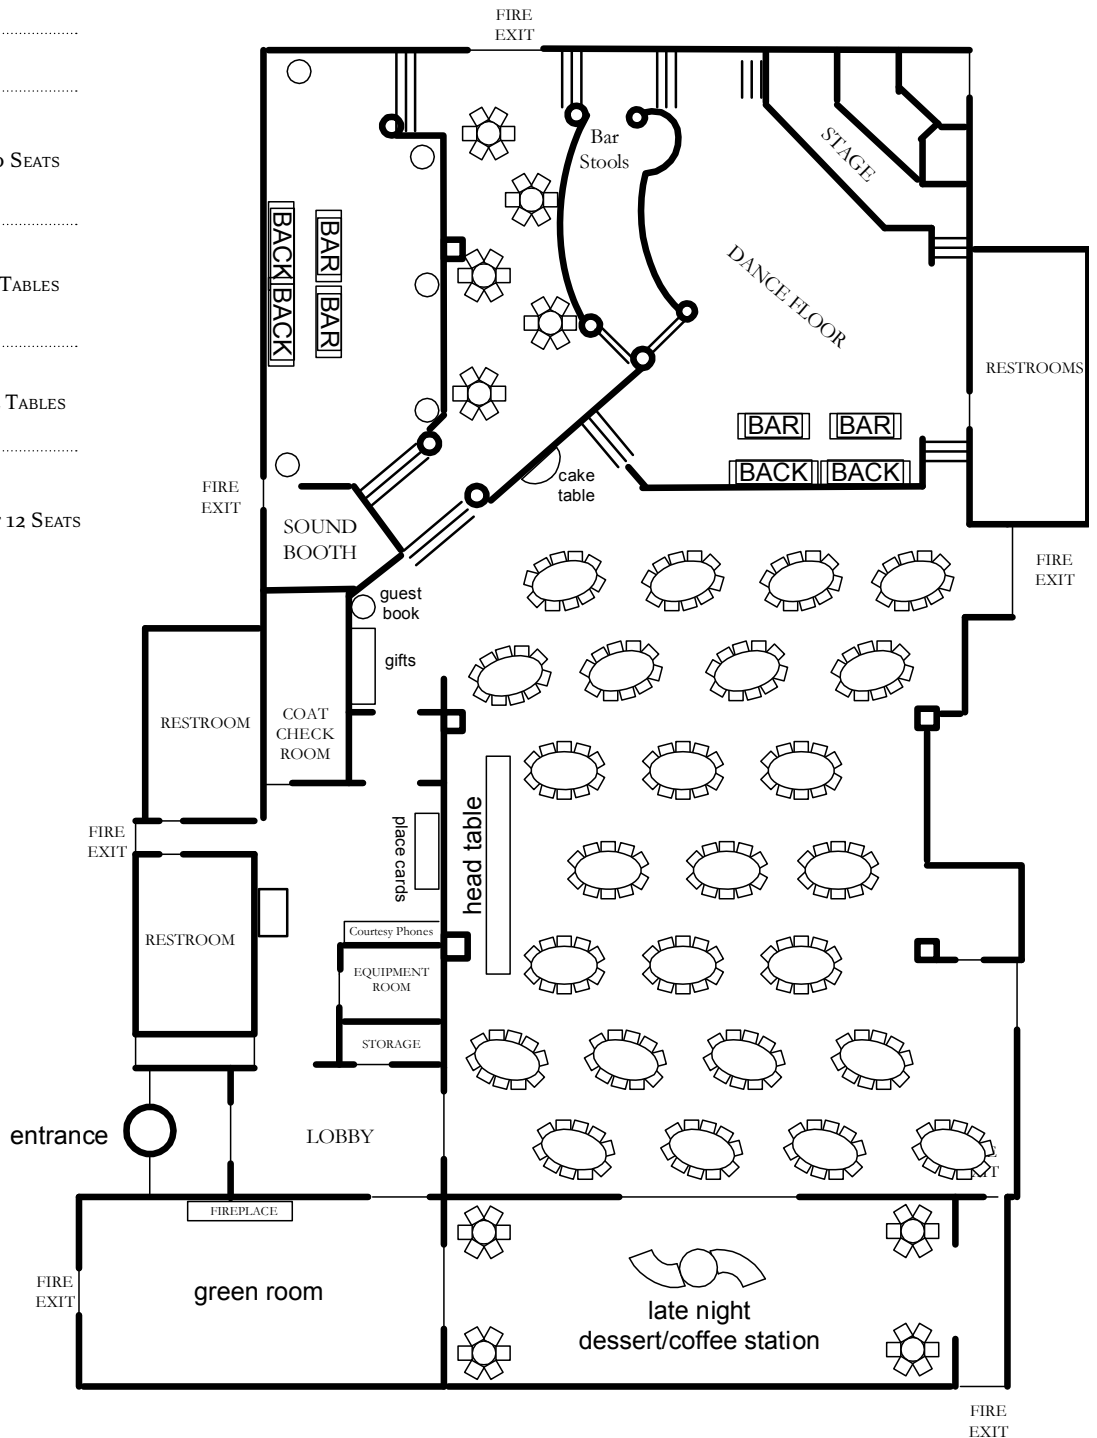 FIRE
EXIT
SEATS
TABLES
TABLES
12 SEATS
Bar
Stools
STAGE
BACK
BAR
BACK
BAR
DANCE FLOOR
RESTROOMS
BAR
BAR
BACK
BACK
cake
table
FIRE
EXIT
SOUND
BOOTH
FIRE
EXIT
guest
book
gifts
RESTROOM
COAT
CHECK
ROOM
FIRE
EXIT
place cards
head table
RESTROOM
Courtesy Phones
EQUIPMENT
ROOM
STORAGE
entrance
LOBBY
FIREPLACE
FIRE
EXIT
green room
late night
dessert/coffee station
FIRE
EXIT